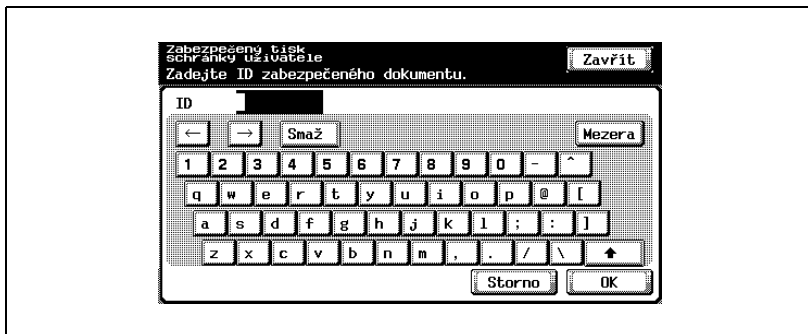 Zabezpečený tisk
schránky uživatele
Zavřít
Zadejte ID zabezpečeného dokumentu.
ID
← → Smaž Mezera
1 2 3 4 5 6 7 8 9 0 - ^
q w e r t y u i o p @ [
a s d f g h j k l ; : ]
z x c v b n m , . / \ ↑
Storno OK